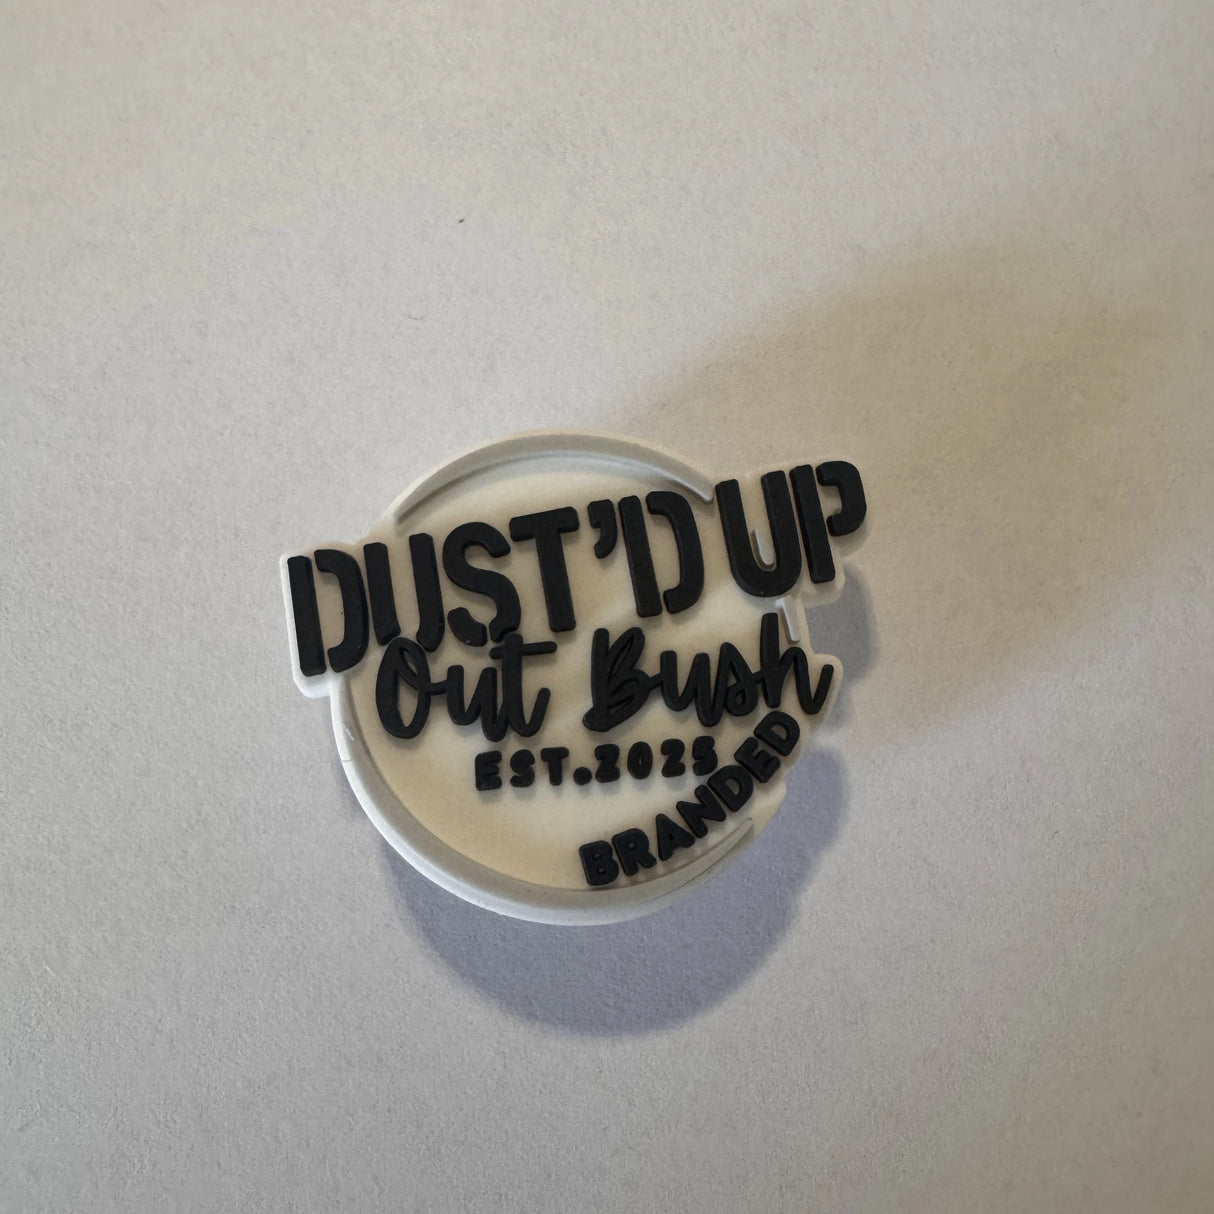 DUST'D UP
Out Bush
EST.2025
BRANDED